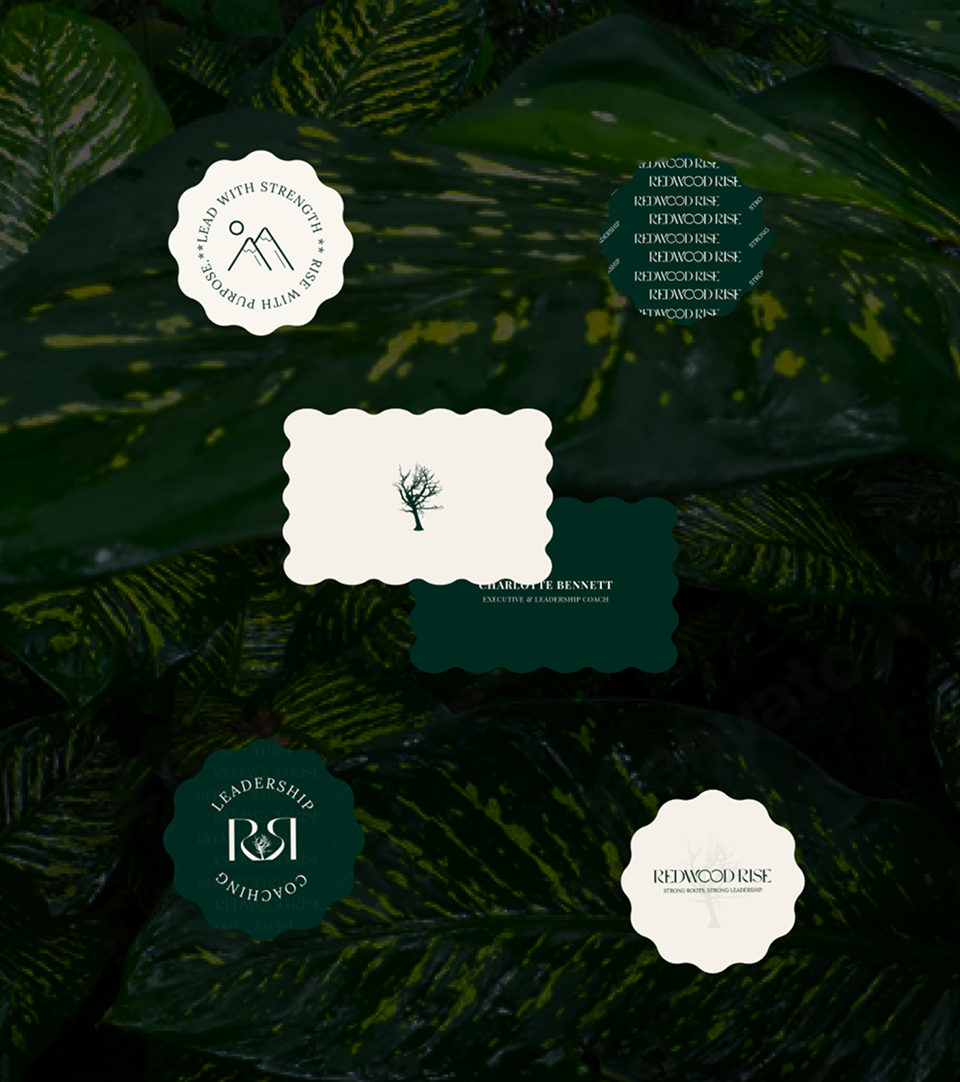 **LEAD WITH STRENGTH ** RISE WITH PURPOSE.
REDWOOD RISE
REDWOOD RISE
REDWOOD RISE
REDWOOD RISE
REDWOOD RISE
REDWOOD RISE
REDWOOD RISE
REDWOOD RISE
REDWOOD RISE
STRONG
CHARLOTTE BENNETT
EXECUTIVE & LEADERSHIP COACH
LEADERSHIP
RR
COACHING
REDWOOD RISE
STRONG ROOTS, STRONG LEADERSHIP